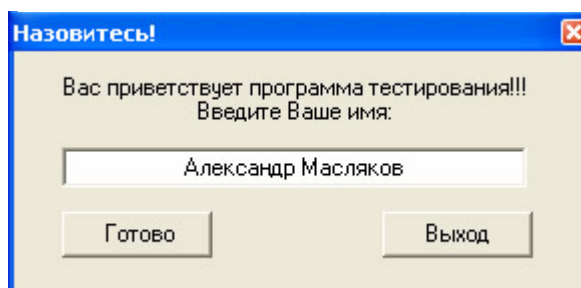 Назовитесь!
Вас приветствует программа тестирования!!!
Введите Ваше имя:
Александр Масляков
Готово
Выход